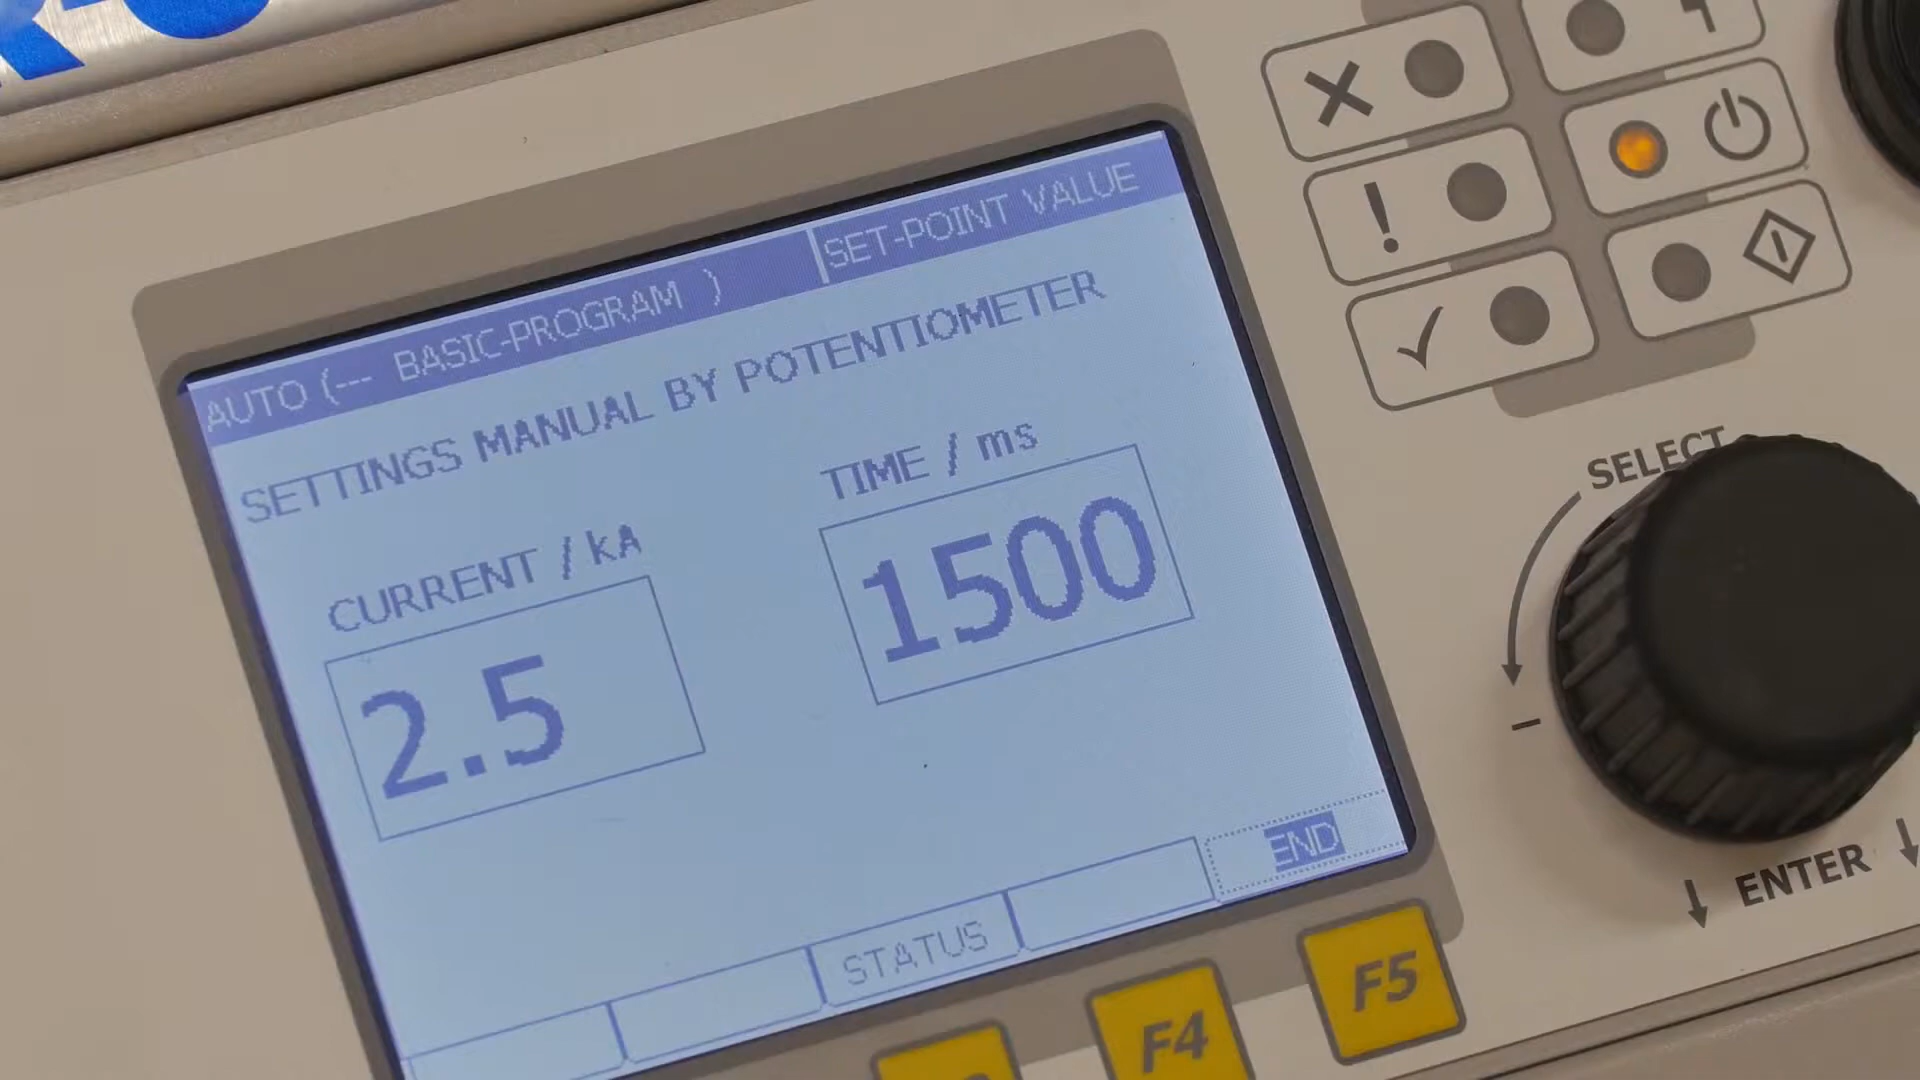 AUTO (--- BASIC-PROGRAM ) SET-POINT VALUE
SETTINGS MANUAL BY POTENTIOMETER
CURRENT / kA TIME / ms
2.5 1500
STATUS END
F4 F5
SELECT
–
ENTER